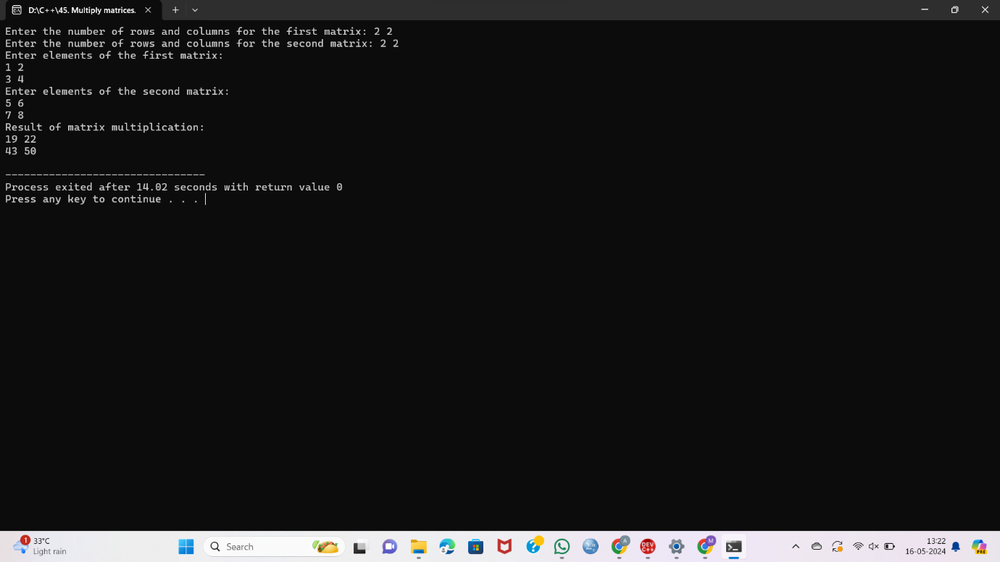 D:\C++\45. Multiply matrices.
Enter the number of rows and columns for the first matrix: 2 2
Enter the number of rows and columns for the second matrix: 2 2
Enter elements of the first matrix:
1 2
3 4
Enter elements of the second matrix:
5 6
7 8
Result of matrix multiplication:
19 22
43 50
--------------------------------
Process exited after 14.02 seconds with return value 0
Press any key to continue . . .
1
33°C
Light rain
Search
A
DEV
C++
M
13:22
16-05-2024
PRE